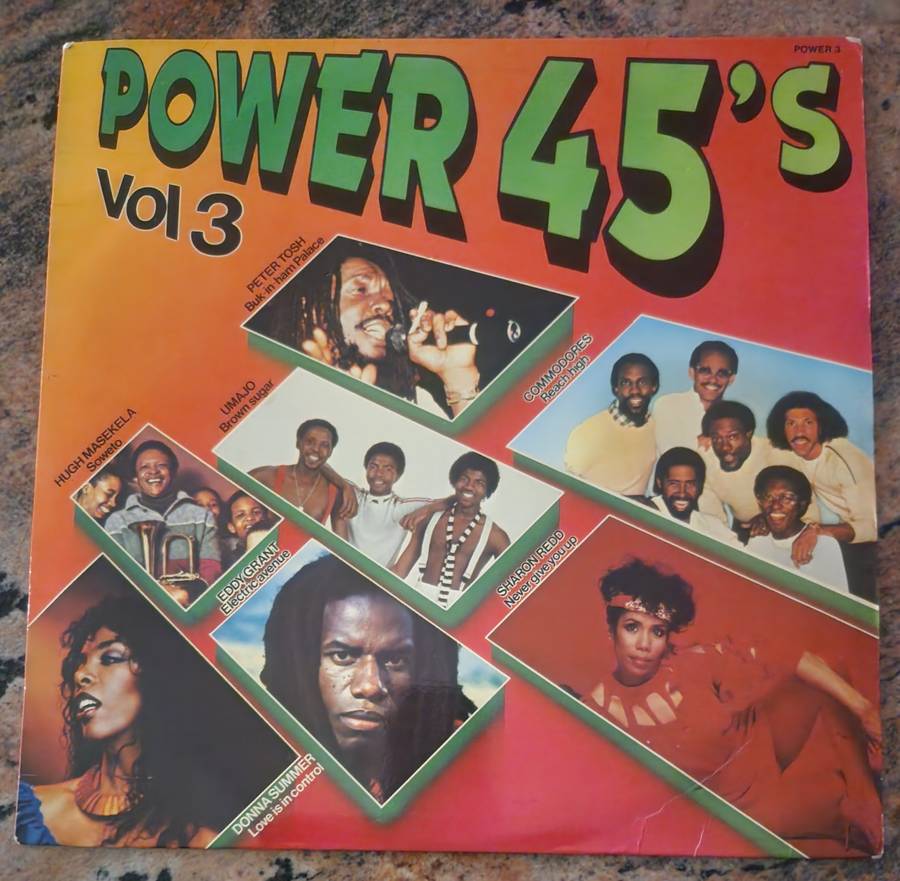 POWER 3
POWER 45's
Vol 3
PETER TOSH
Buk-in-ham Palace
COMMODORES
Reach high
UMAJO
Brown sugar
HUGH MASEKELA
Soweto
EDDY GRANT
Electric avenue
SHARON REDD
Never give you up
DONNA SUMMER
Love is in control